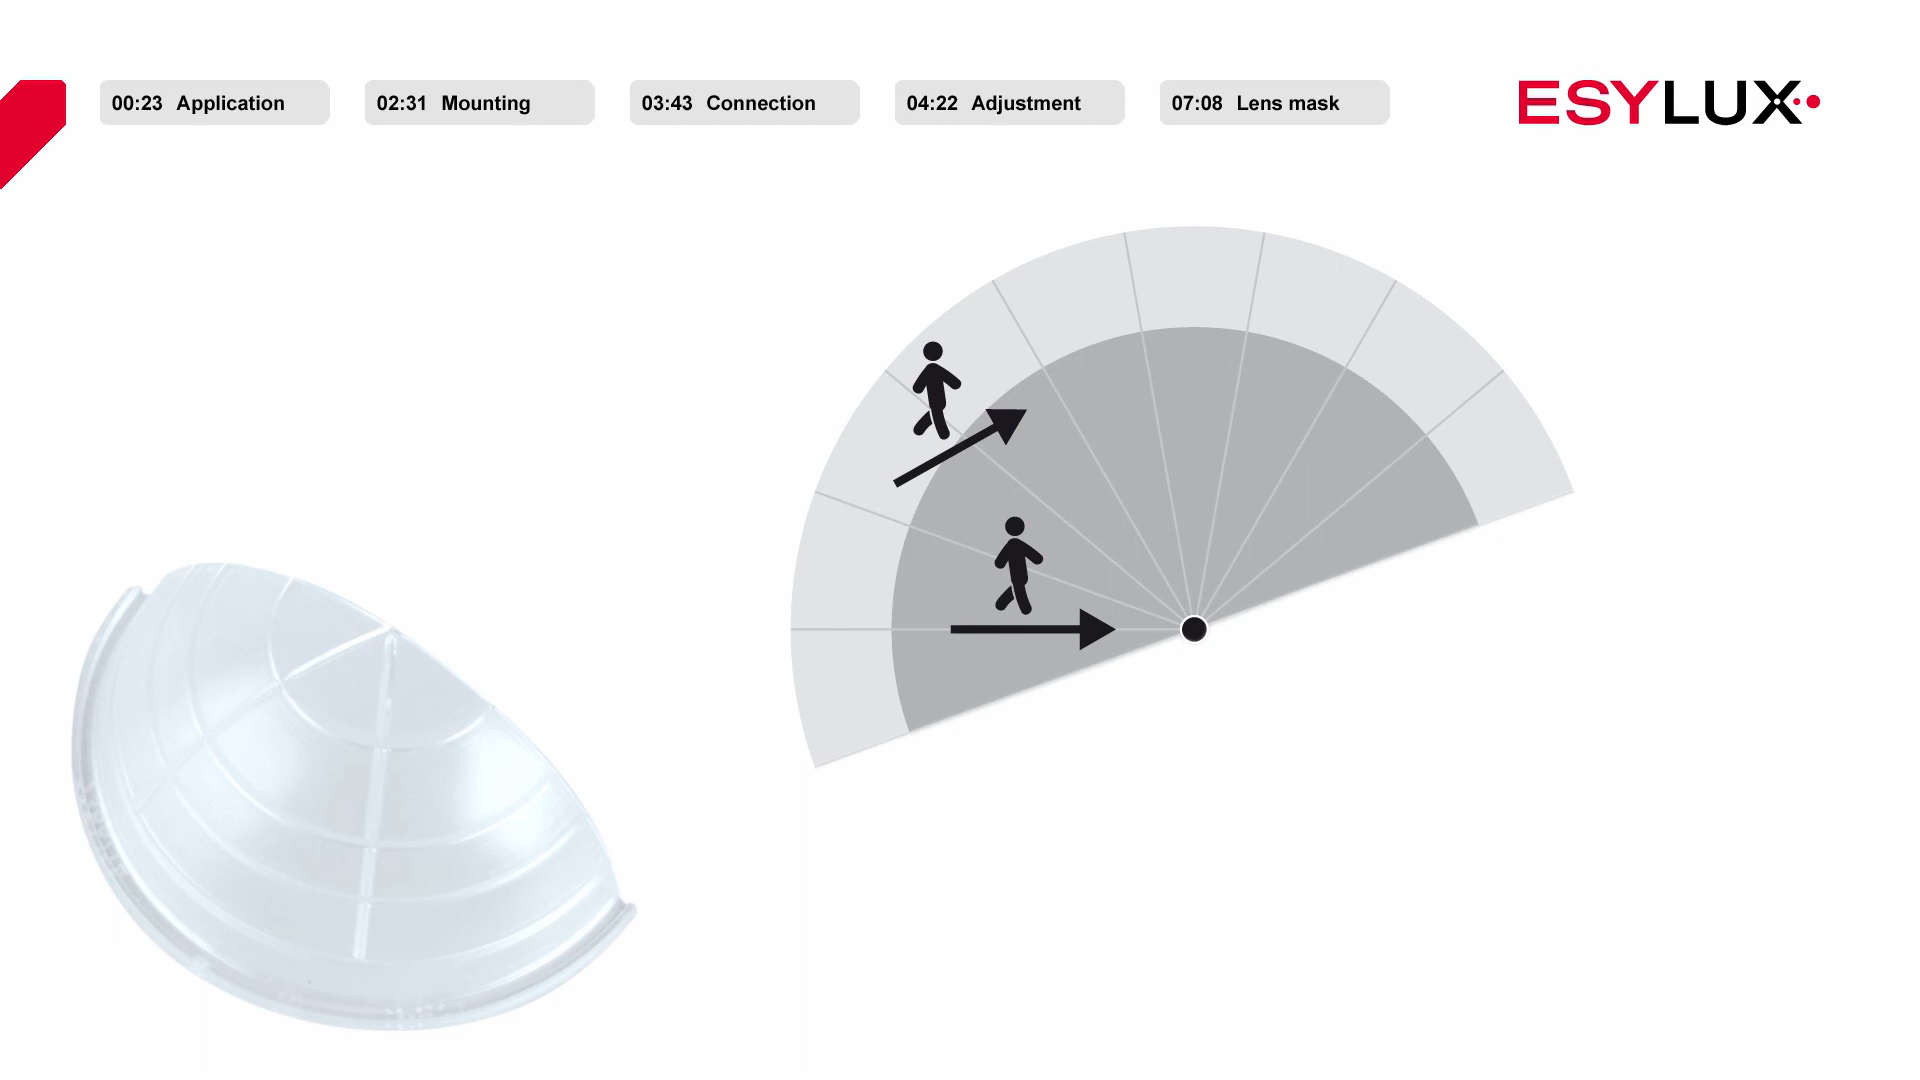 00:23 Application
02:31 Mounting
03:43 Connection
04:22 Adjustment
07:08 Lens mask
ESYLUX